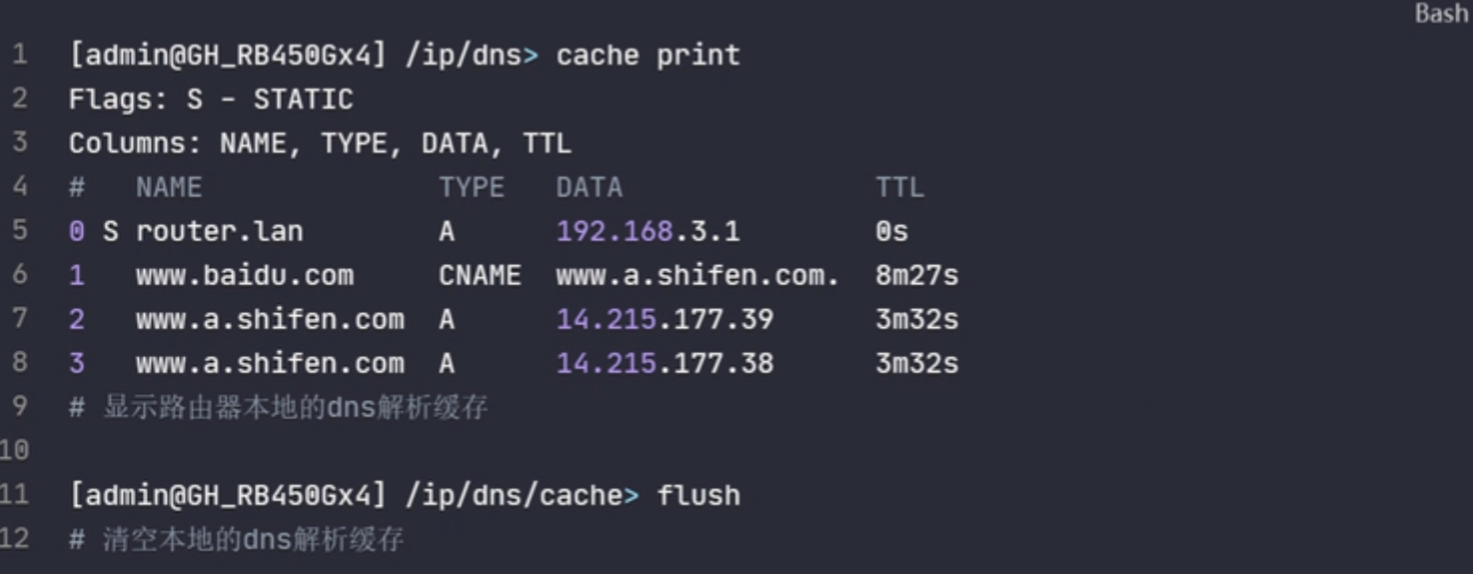 Bash
1 [admin@GH_RB450Gx4] /ip/dns> cache print
2 Flags: S - STATIC
3 Columns: NAME, TYPE, DATA, TTL
4 #   NAME              TYPE   DATA               TTL
5 0 S router.lan        A      192.168.3.1        0s
6 1   www.baidu.com     CNAME  www.a.shifen.com.  8m27s
7 2   www.a.shifen.com  A      14.215.177.39      3m32s
8 3   www.a.shifen.com  A      14.215.177.38      3m32s
9 # 显示路由器本地的dns解析缓存
10
11 [admin@GH_RB450Gx4] /ip/dns/cache> flush
12 # 清空本地的dns解析缓存